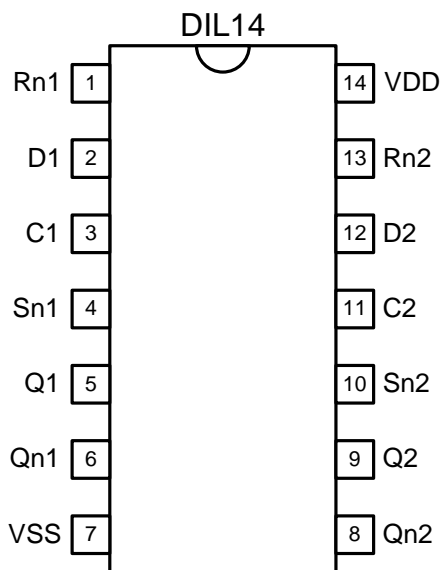 DIL14
Rn1 1 14 VDD
D1 2 13 Rn2
C1 3 12 D2
Sn1 4 11 C2
Q1 5 10 Sn2
Qn1 6 9 Q2
VSS 7 8 Qn2